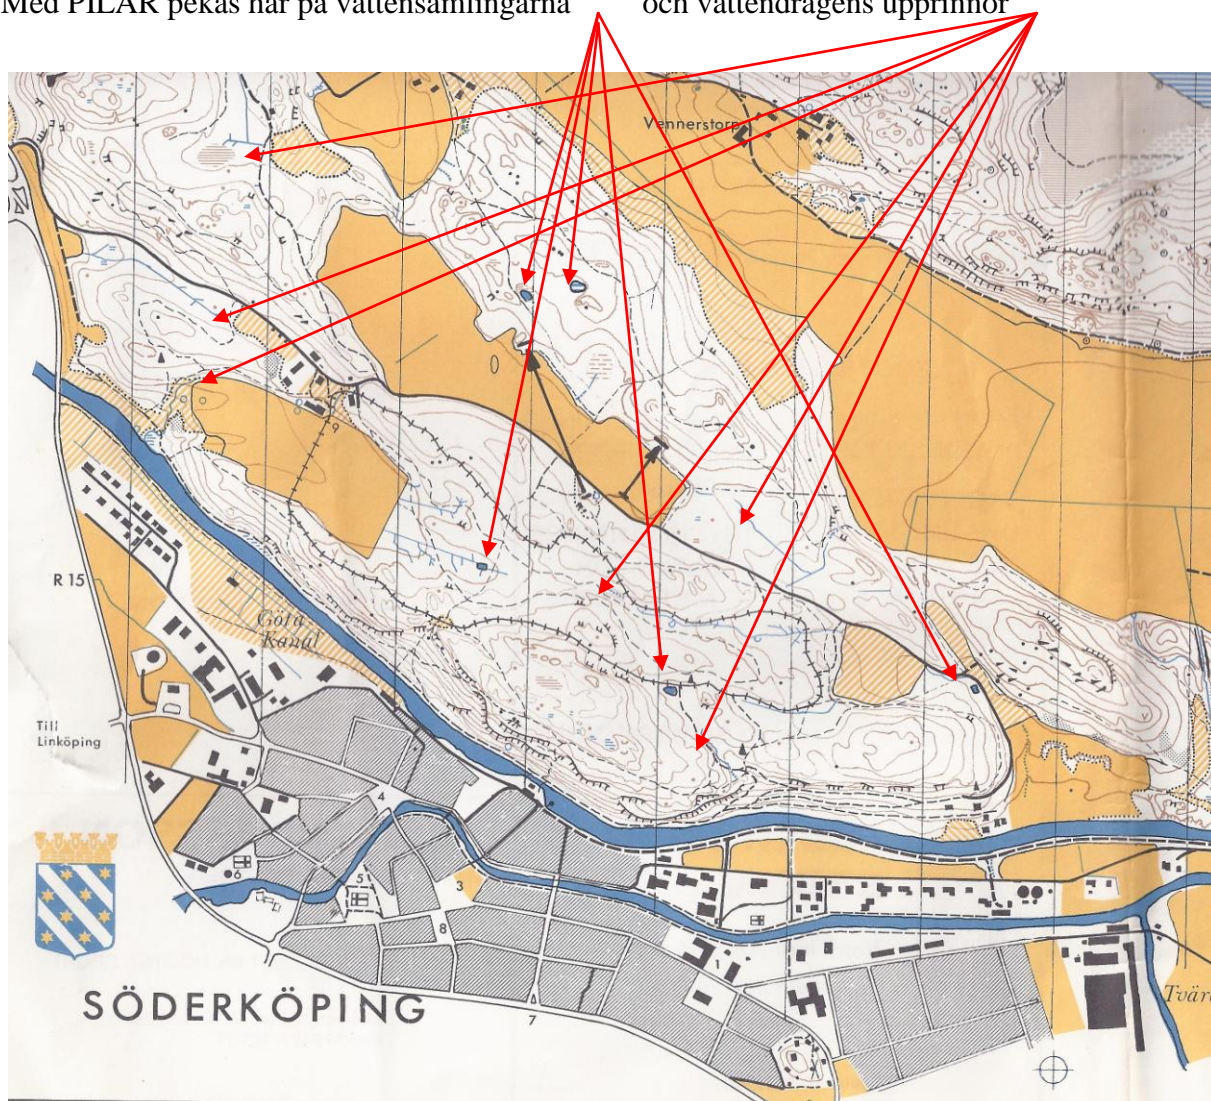 Med PILAR pekas här på vattensamlingarna och vattendragens upprinnor
Vennerstorp
9
R 15
Göta
Kanal
Till
Linköping
4
6
5
3
8
1
SÖDERKÖPING
7
Tvär